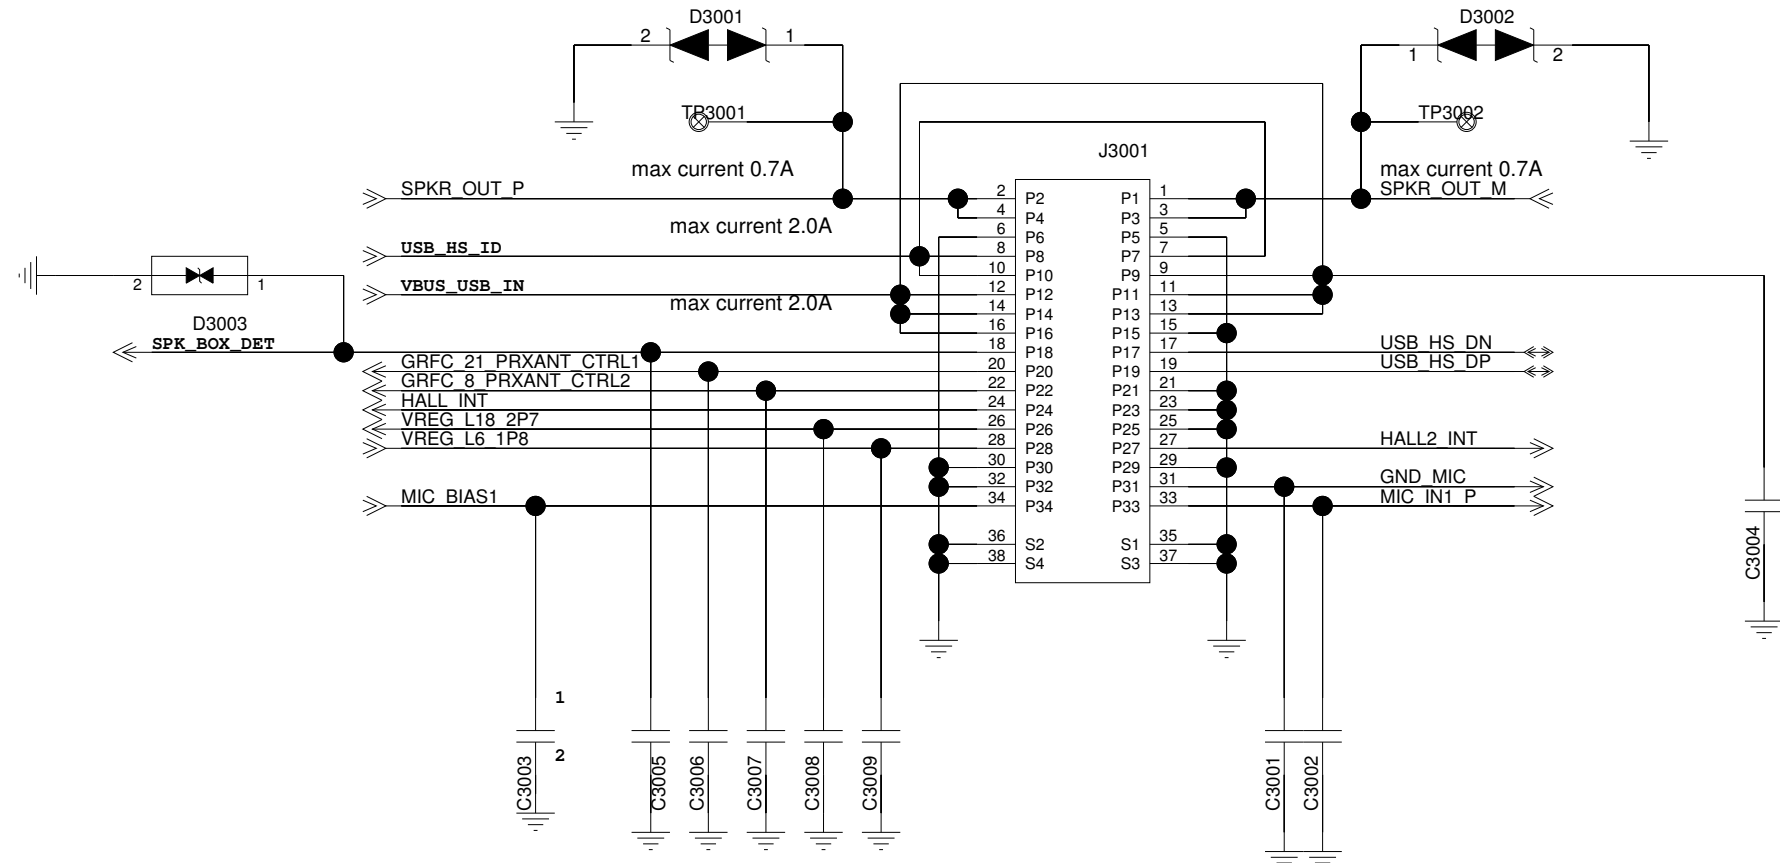 D3001
D3002
2
1
1
2
TP3001
TP3002
J3001
max current 0.7A
max current 0.7A
SPKR_OUT_P
2
P2
P1
1
SPKR_OUT_M
4
P4
P3
3
max current 2.0A
6
P6
P5
5
USB_HS_ID
8
P8
P7
7
10
P10
P9
9
2
1
VBUS_USB_IN
12
P12
P11
11
max current 2.0A
14
P14
P13
13
D3003
16
P16
P15
15
SPK_BOX_DET
18
P18
P17
17
USB_HS_DN
GRFC_21_PRXANT_CTRL1
20
P20
P19
19
USB_HS_DP
GRFC_8_PRXANT_CTRL2
22
P22
P21
21
HALL_INT
24
P24
P23
23
VREG_L18_2P7
26
P26
P25
25
VREG_L6_1P8
28
P28
P27
27
HALL2_INT
30
P30
P29
29
32
P32
P31
31
GND_MIC
MIC_BIAS1
34
P34
P33
33
MIC_IN1_P
36
S2
S1
35
38
S4
S3
37
C3004
1
2
C3003
C3005
C3006
C3007
C3008
C3009
C3001
C3002